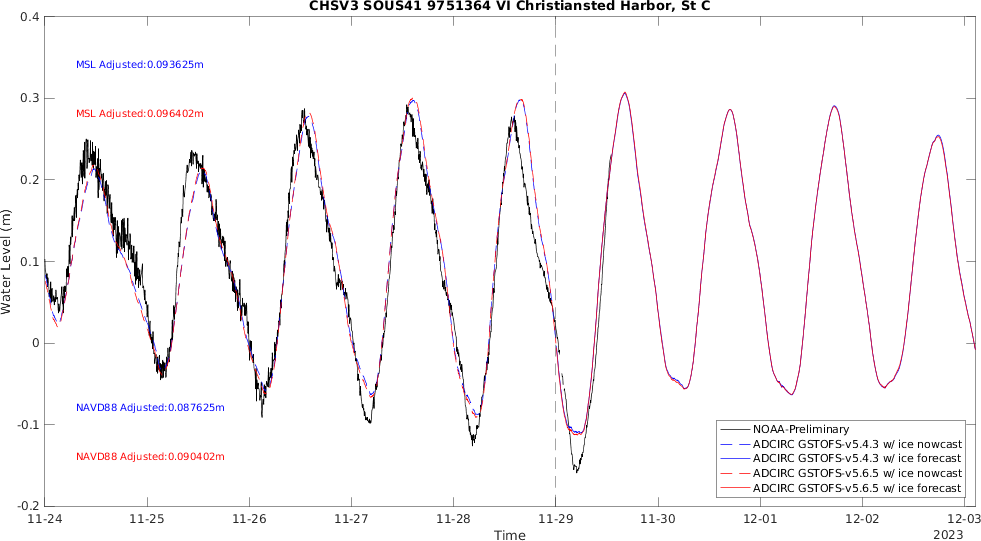 CHSV3 SOUS41 9751364 VI Christiansted Harbor, St C
0.4
0.3
0.2
0.1
0
-0.1
-0.2
Water Level (m)
MSL Adjusted:0.093625m
MSL Adjusted:0.096402m
NAVD88 Adjusted:0.087625m
NAVD88 Adjusted:0.090402m
NOAA-Preliminary
ADCIRC GSTOFS-v5.4.3 w/ ice nowcast
ADCIRC GSTOFS-v5.4.3 w/ ice forecast
ADCIRC GSTOFS-v5.6.5 w/ ice nowcast
ADCIRC GSTOFS-v5.6.5 w/ ice forecast
11-24 11-25 11-26 11-27 11-28 11-29 11-30 12-01 12-02 12-03
Time
2023